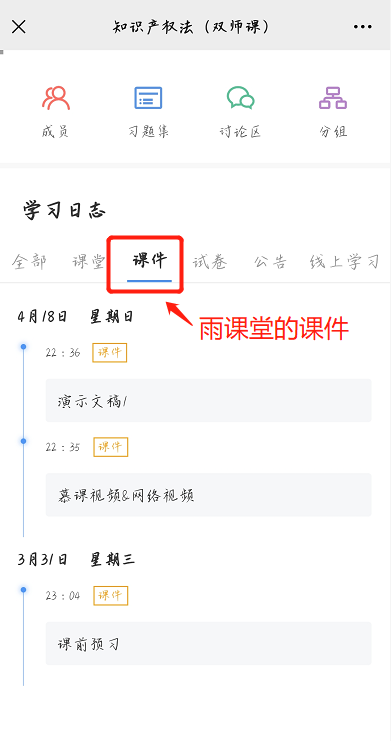 知识产权法（双师课）
成员 习题集 讨论区 分组
学习日志
全部 课堂 课件 试卷 公告 线上学习
雨课堂的课件
4月18日 星期日
22：36 课件
演示文稿1
22：35 课件
慕课视频&网络视频
3月31日 星期三
23：04 课件
课前预习